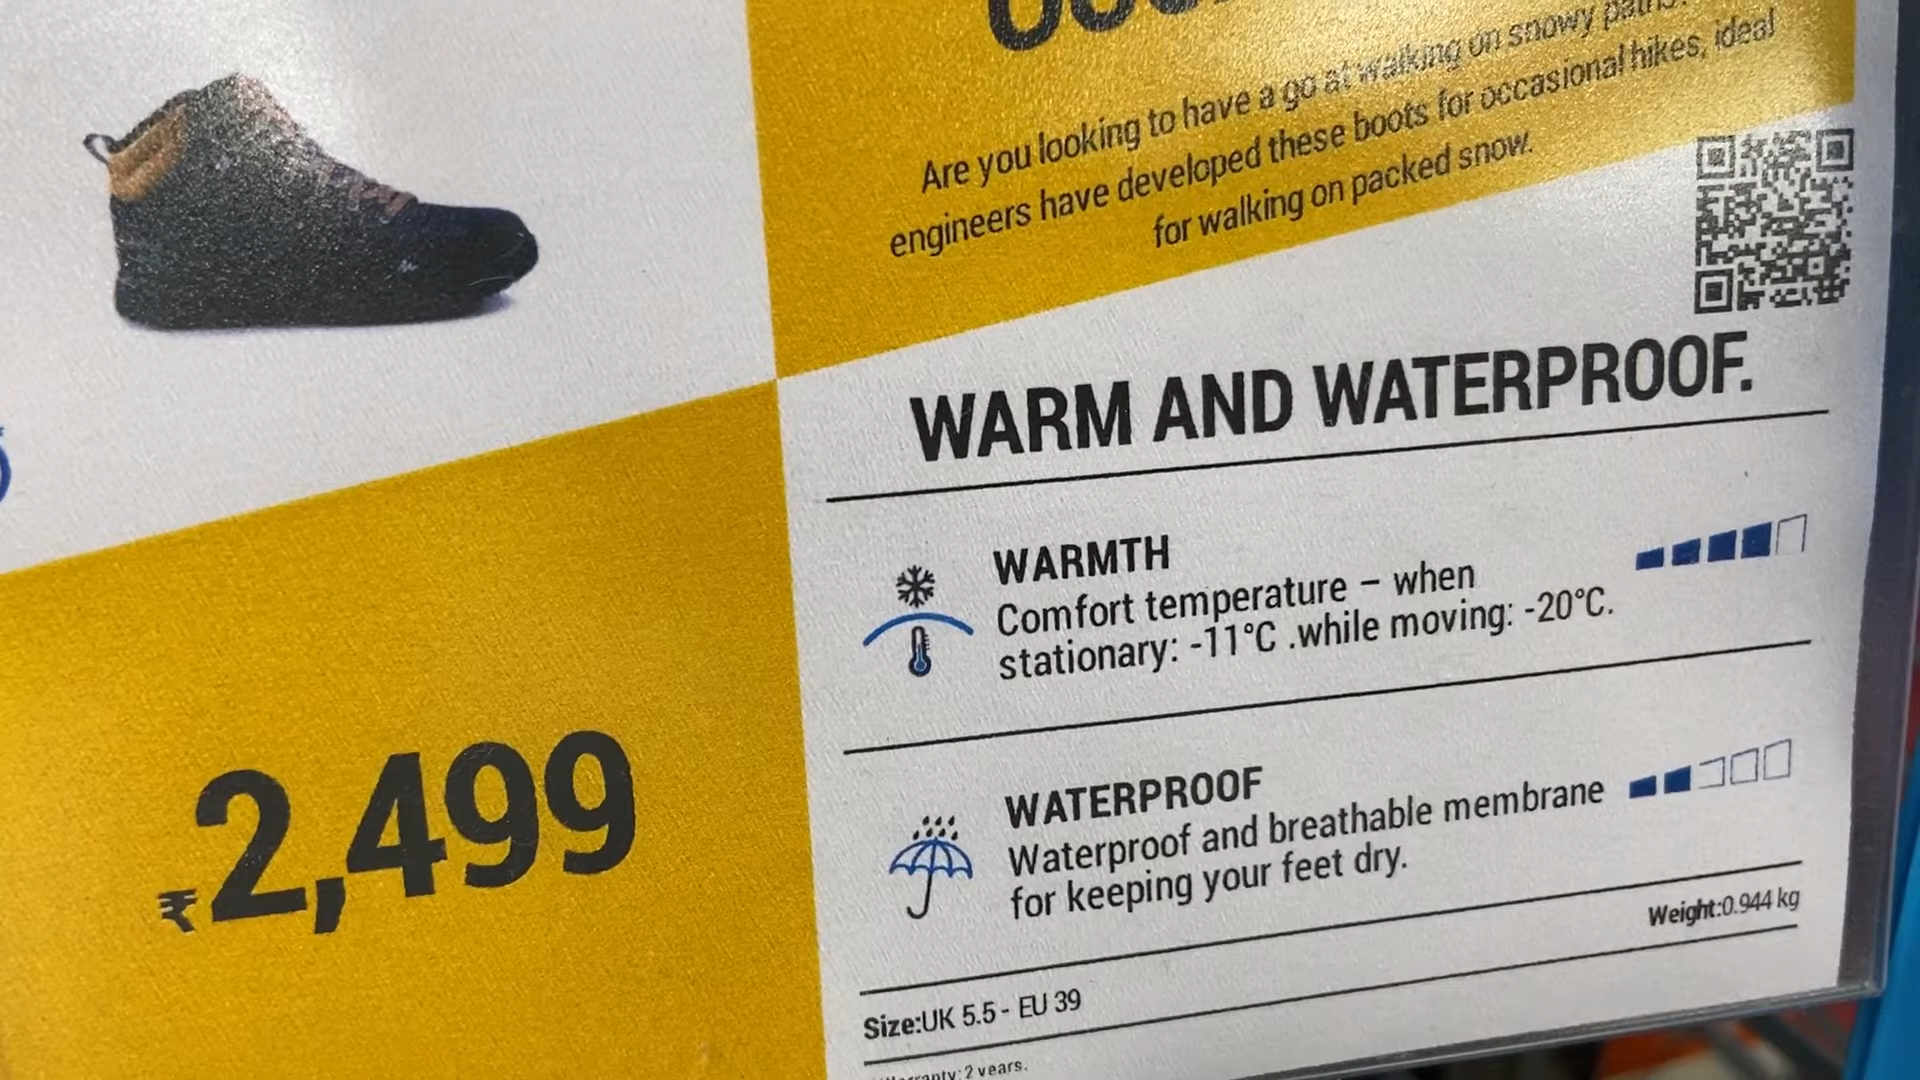 Are you looking to have a go at walking on snowy paths?
engineers have developed these boots for occasional hikes, ideal
for walking on packed snow.
WARM AND WATERPROOF.
WARMTH
Comfort temperature – when
stationary: -11°C .while moving: -20°C.
WATERPROOF
Waterproof and breathable membrane
for keeping your feet dry.
Weight:0.944 kg
Size:UK 5.5 - EU 39
2 years.
₹2,499